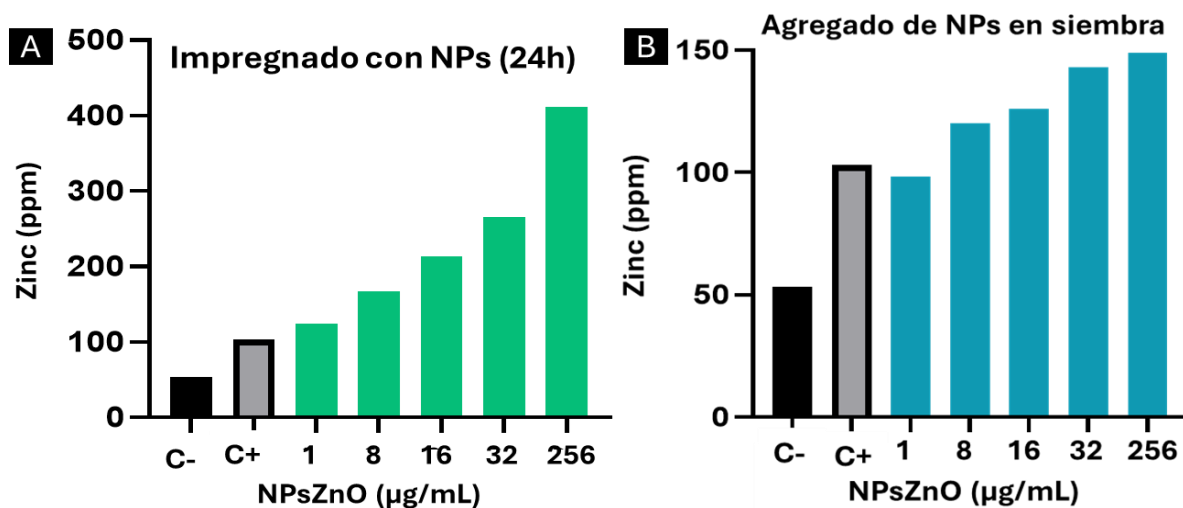 A
Impregnado con NPs (24h)
Zinc (ppm)
500
400
300
200
100
0
C- C+ 1 8 16 32 256
NPsZnO (µg/mL)
B
Agregado de NPs en siembra
Zinc (ppm)
150
100
50
0
C- C+ 1 8 16 32 256
NPsZnO (µg/mL)